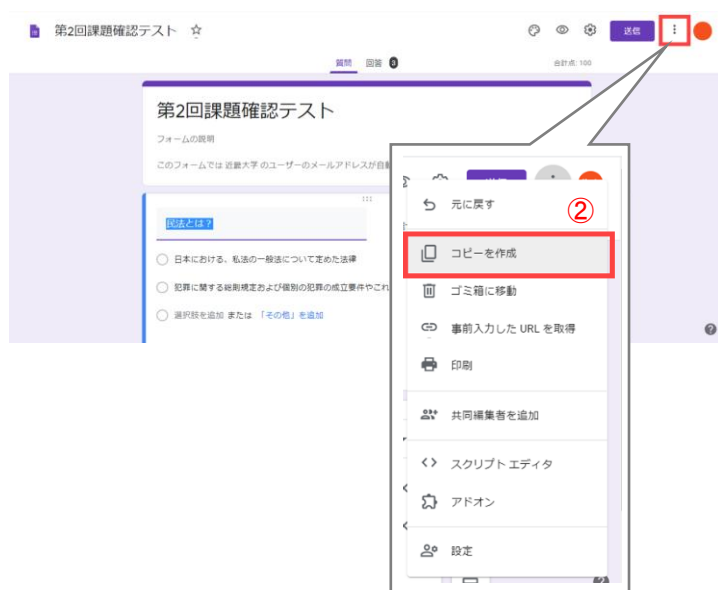 第2回課題確認テスト
送信
質問 回答 3
合計点: 100
第2回課題確認テスト
フォームの説明
このフォームでは 近畿大学 のユーザーのメールアドレスが自動
民法とは?
日本における、私法の一般法について定めた法律
犯罪に関する総則規定および個別の犯罪の成立要件やこれ
選択肢を追加 または 「その他」を追加
元に戻す
②
コピーを作成
ゴミ箱に移動
事前入力した URL を取得
印刷
共同編集者を追加
スクリプト エディタ
アドオン
設定